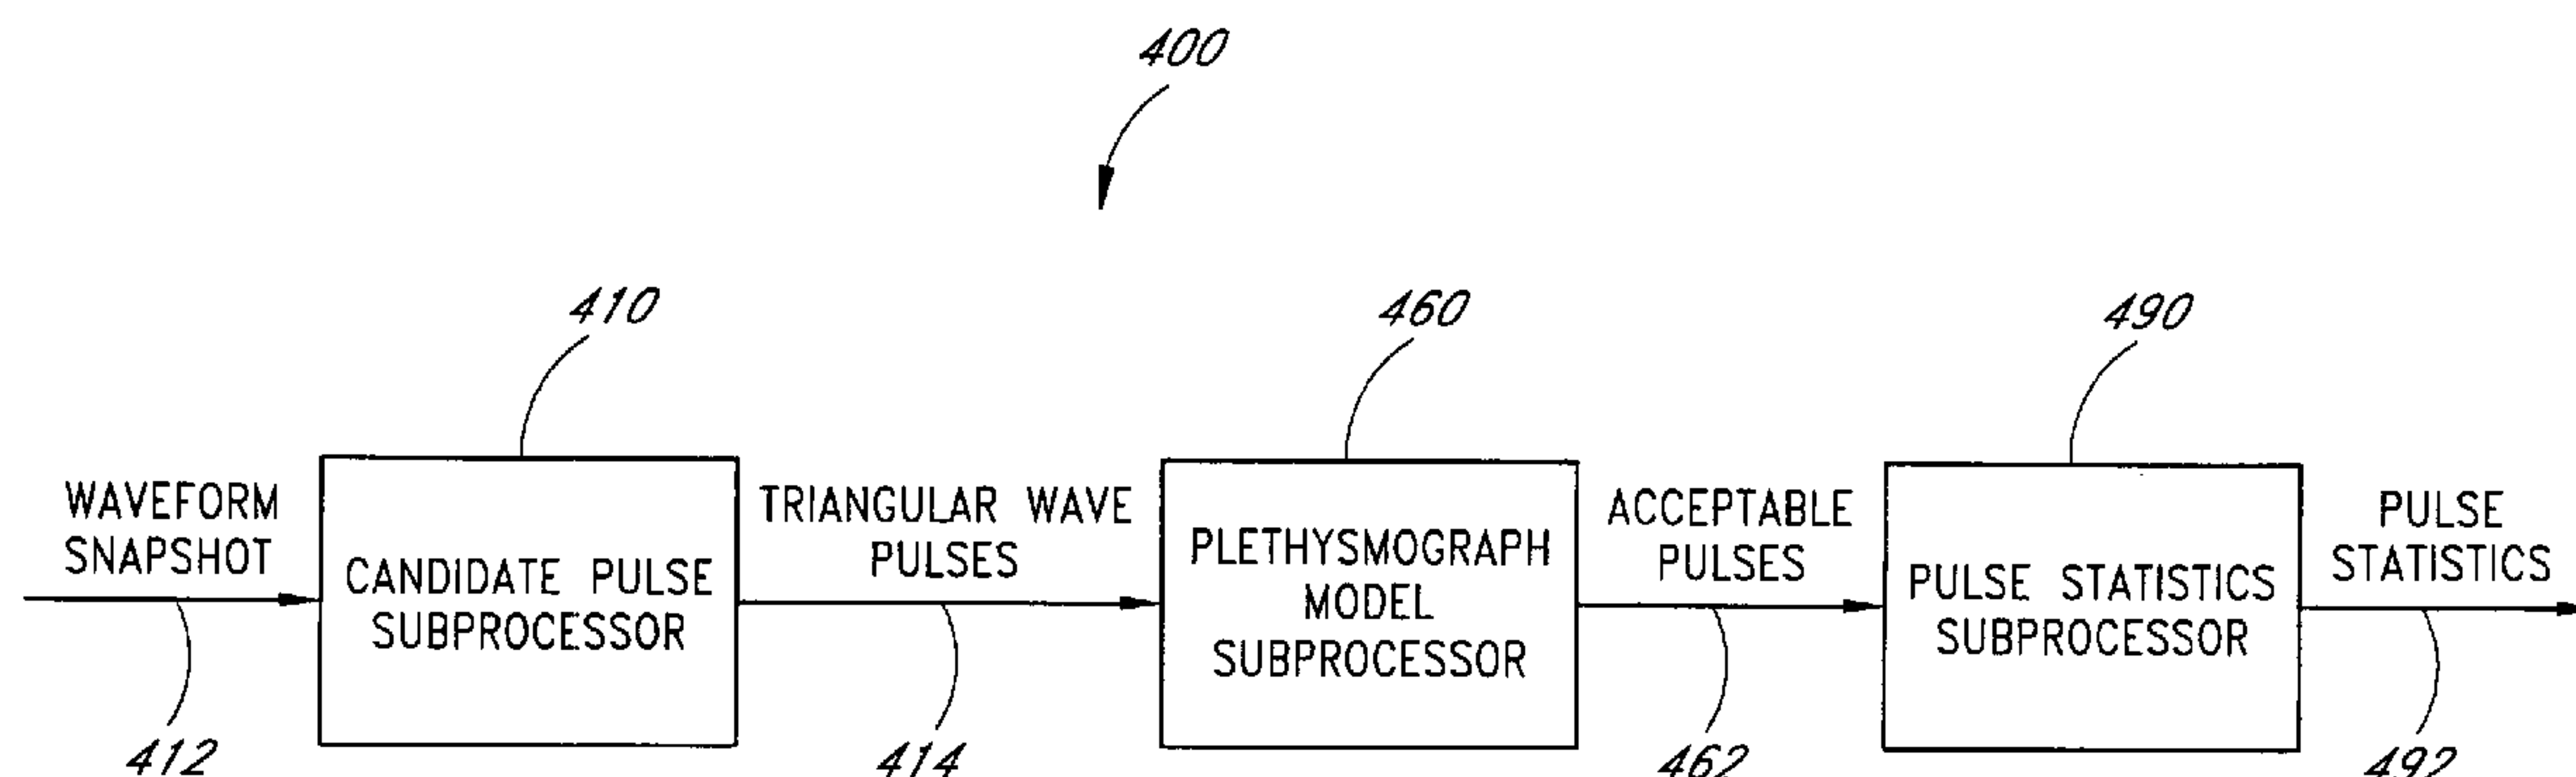 400
410
460
490
WAVEFORM
SNAPSHOT
CANDIDATE PULSE
SUBPROCESSOR
TRIANGULAR WAVE
PULSES
PLETHYSMOGRAPH
MODEL
SUBPROCESSOR
ACCEPTABLE
PULSES
PULSE STATISTICS
SUBPROCESSOR
PULSE
STATISTICS
412
414
462
492